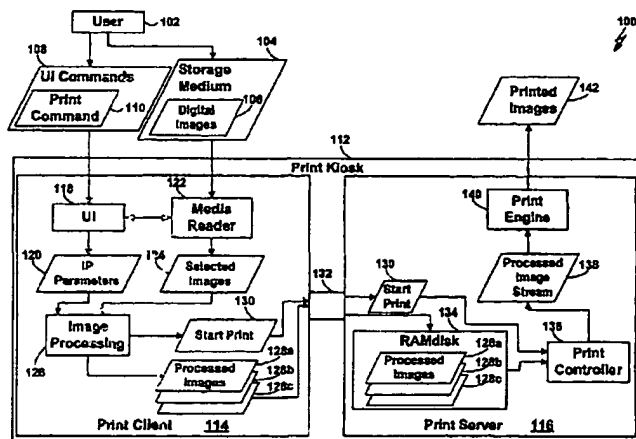 User
102
100
108
UI Commands
Print
Command
110
104
Storage
Medium
Digital
Images
106
Printed
Images
142
112
Print Kiosk
118
UI
122
Media
Reader
120
IP
Parameters
124
Selected
Images
126
Image
Processing
130
Start Print
Processed
Images
128a
128b
128c
Print Client 114
132
130
Start
Print
134
RAMdisk
Processed
Images
128a
128b
128c
140
Print
Engine
Processed
Image
Stream
138
136
Print
Controller
Print Server 116